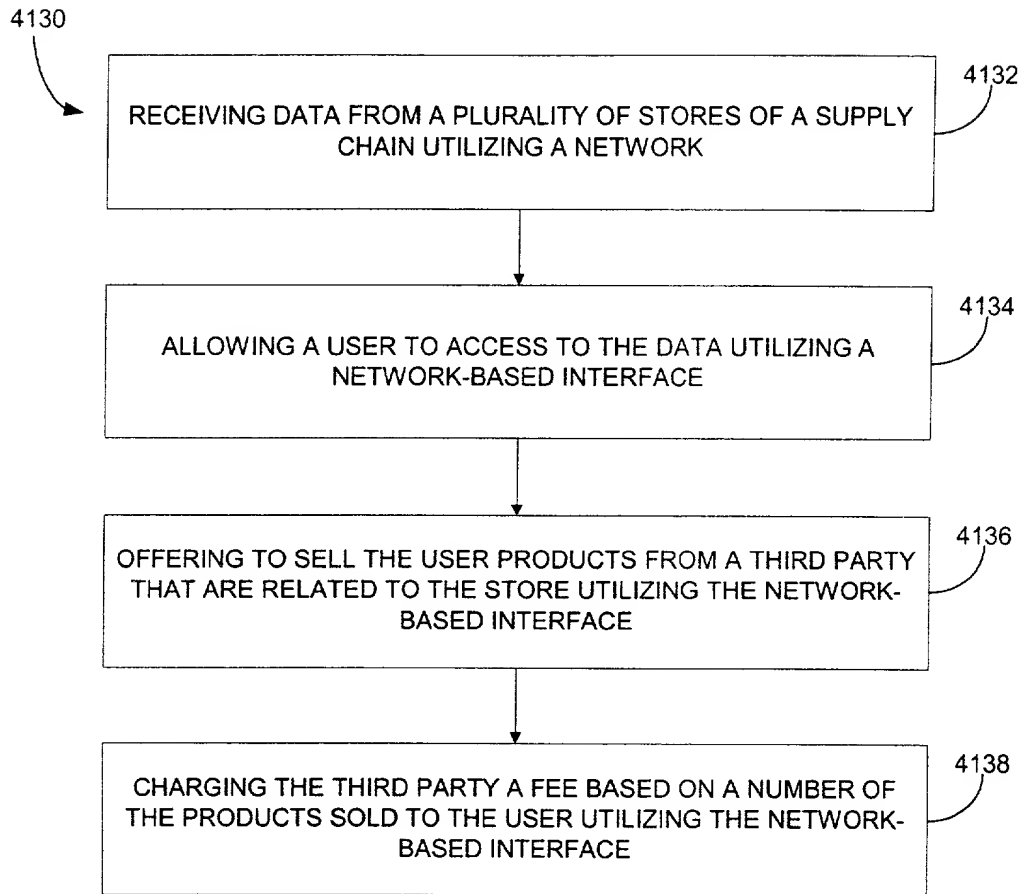 4130
4132
RECEIVING DATA FROM A PLURALITY OF STORES OF A SUPPLY
CHAIN UTILIZING A NETWORK
4134
ALLOWING A USER TO ACCESS TO THE DATA UTILIZING A
NETWORK-BASED INTERFACE
4136
OFFERING TO SELL THE USER PRODUCTS FROM A THIRD PARTY
THAT ARE RELATED TO THE STORE UTILIZING THE NETWORK-
BASED INTERFACE
4138
CHARGING THE THIRD PARTY A FEE BASED ON A NUMBER OF
THE PRODUCTS SOLD TO THE USER UTILIZING THE NETWORK-
BASED INTERFACE